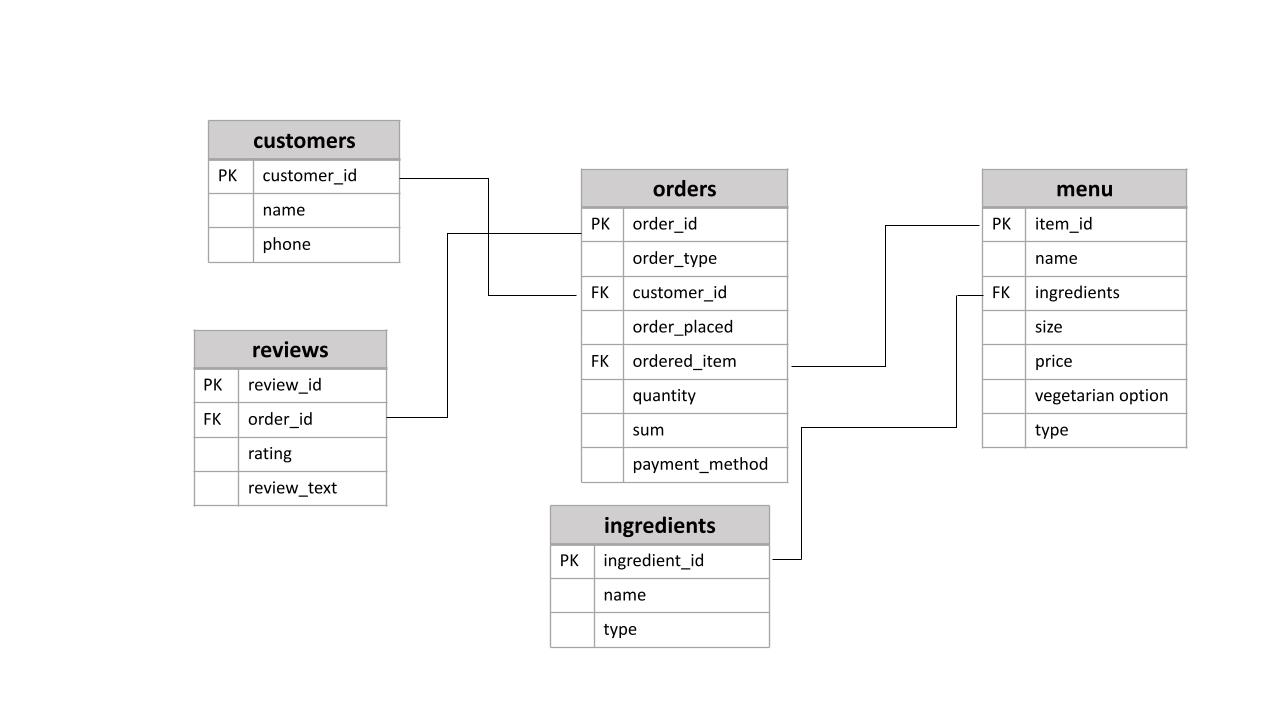 customers
PK customer_id
name
phone
reviews
PK review_id
FK order_id
rating
review_text
orders
PK order_id
order_type
FK customer_id
order_placed
FK ordered_item
quantity
sum
payment_method
ingredients
PK ingredient_id
name
type
menu
PK item_id
name
FK ingredients
size
price
vegetarian option
type